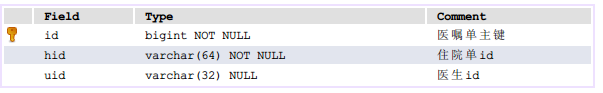 Field Type Comment
id bigint NOT NULL 医嘱单主键
hid varchar(64) NOT NULL 住院单id
uid varchar(32) NULL 医生id